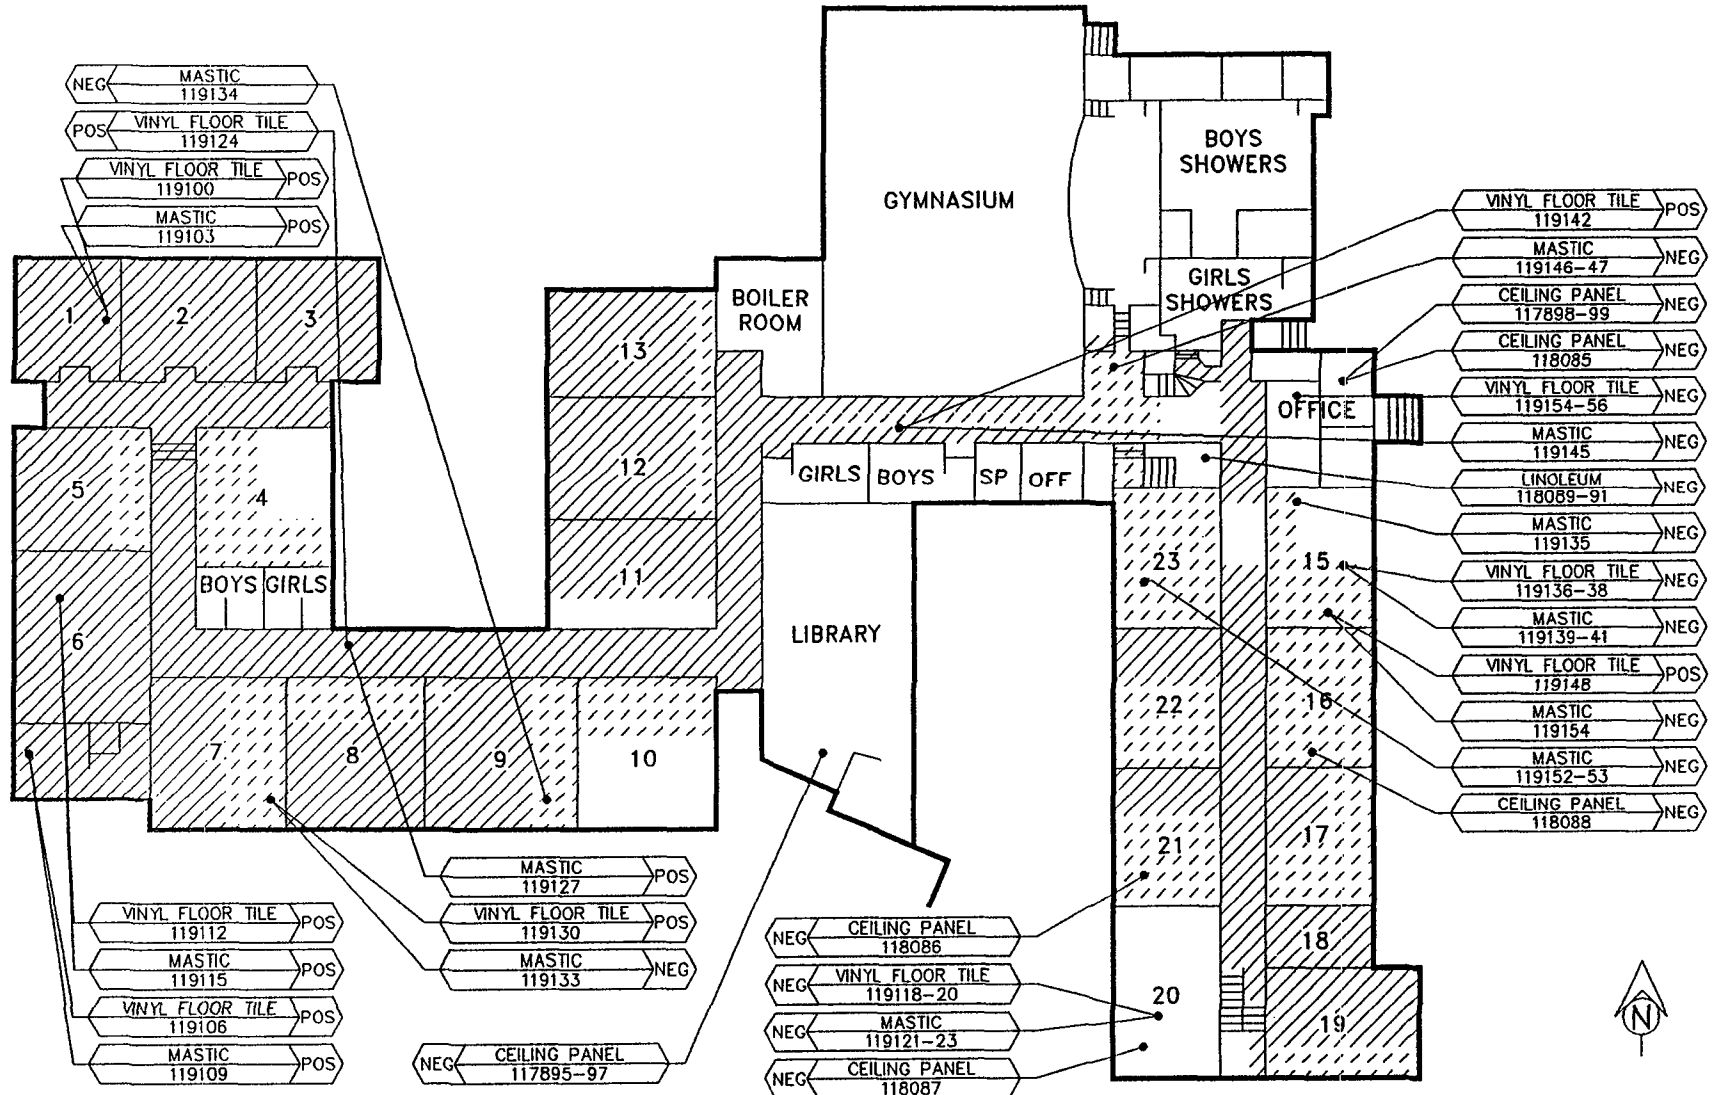 NEG MASTIC
119134
POS VINYL FLOOR TILE
119124
VINYL FLOOR TILE POS
119100
MASTIC POS
119103
1
2
3
5
4
BOYS
GIRLS
6
7
8
9
10
13
12
11
BOILER
ROOM
GYMNASIUM
BOYS
SHOWERS
GIRLS
SHOWERS
OFFICE
GIRLS
BOYS
SP
OFF
LIBRARY
23
15
22
16
21
17
18
20
19
VINYL FLOOR TILE POS
119142
MASTIC NEG
119146-47
CEILING PANEL NEG
117898-99
CEILING PANEL NEG
118085
VINYL FLOOR TILE NEG
119154-56
MASTIC NEG
119145
LINOLEUM NEG
118089-91
MASTIC NEG
119135
VINYL FLOOR TILE NEG
119136-38
MASTIC NEG
119139-41
VINYL FLOOR TILE POS
119148
MASTIC NEG
119154
MASTIC NEG
119152-53
CEILING PANEL NEG
118088
MASTIC POS
119127
VINYL FLOOR TILE POS
119130
MASTIC NEG
119133
VINYL FLOOR TILE POS
119112
MASTIC POS
119115
VINYL FLOOR TILE POS
119106
MASTIC POS
119109
NEG CEILING PANEL
117895-97
NEG CEILING PANEL
118086
NEG VINYL FLOOR TILE
119118-20
NEG MASTIC
119121-23
NEG CEILING PANEL
118087
N